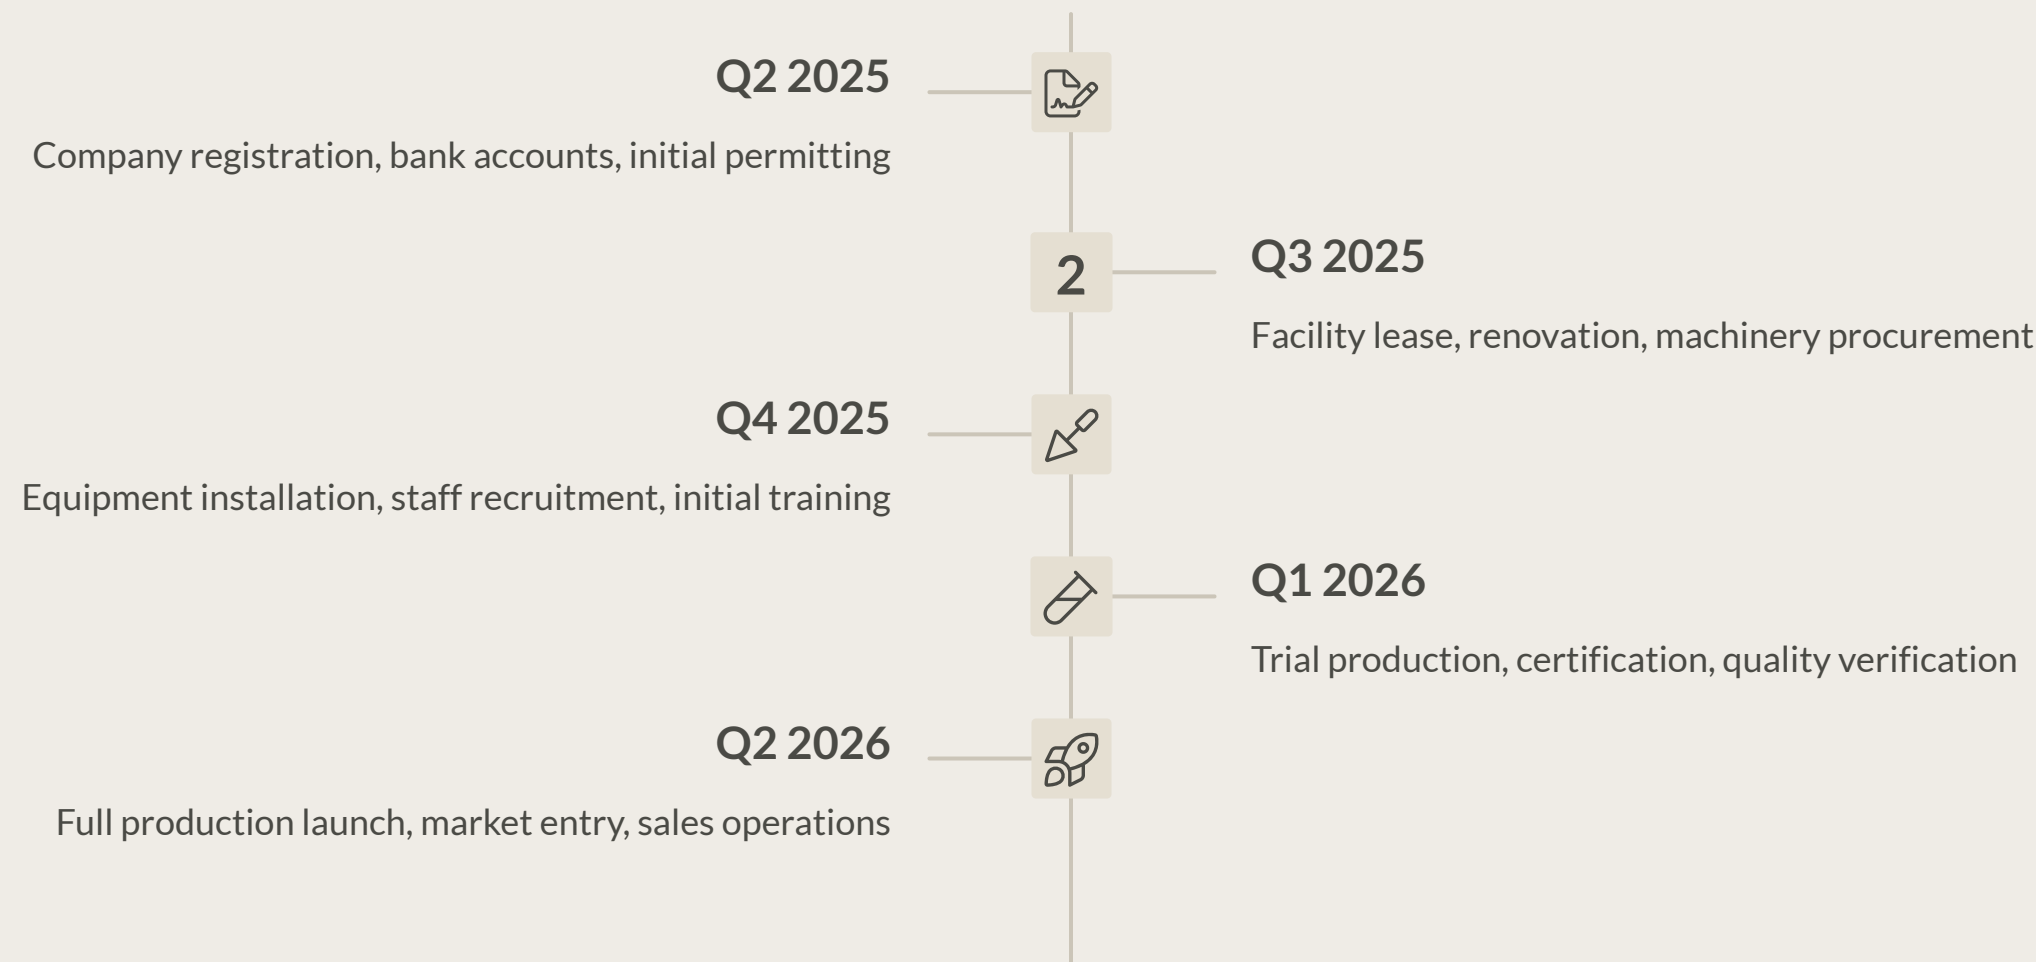 Q2 2025
Company registration, bank accounts, initial permitting
2
Q3 2025
Facility lease, renovation, machinery procurement
Q4 2025
Equipment installation, staff recruitment, initial training
Q1 2026
Trial production, certification, quality verification
Q2 2026
Full production launch, market entry, sales operations